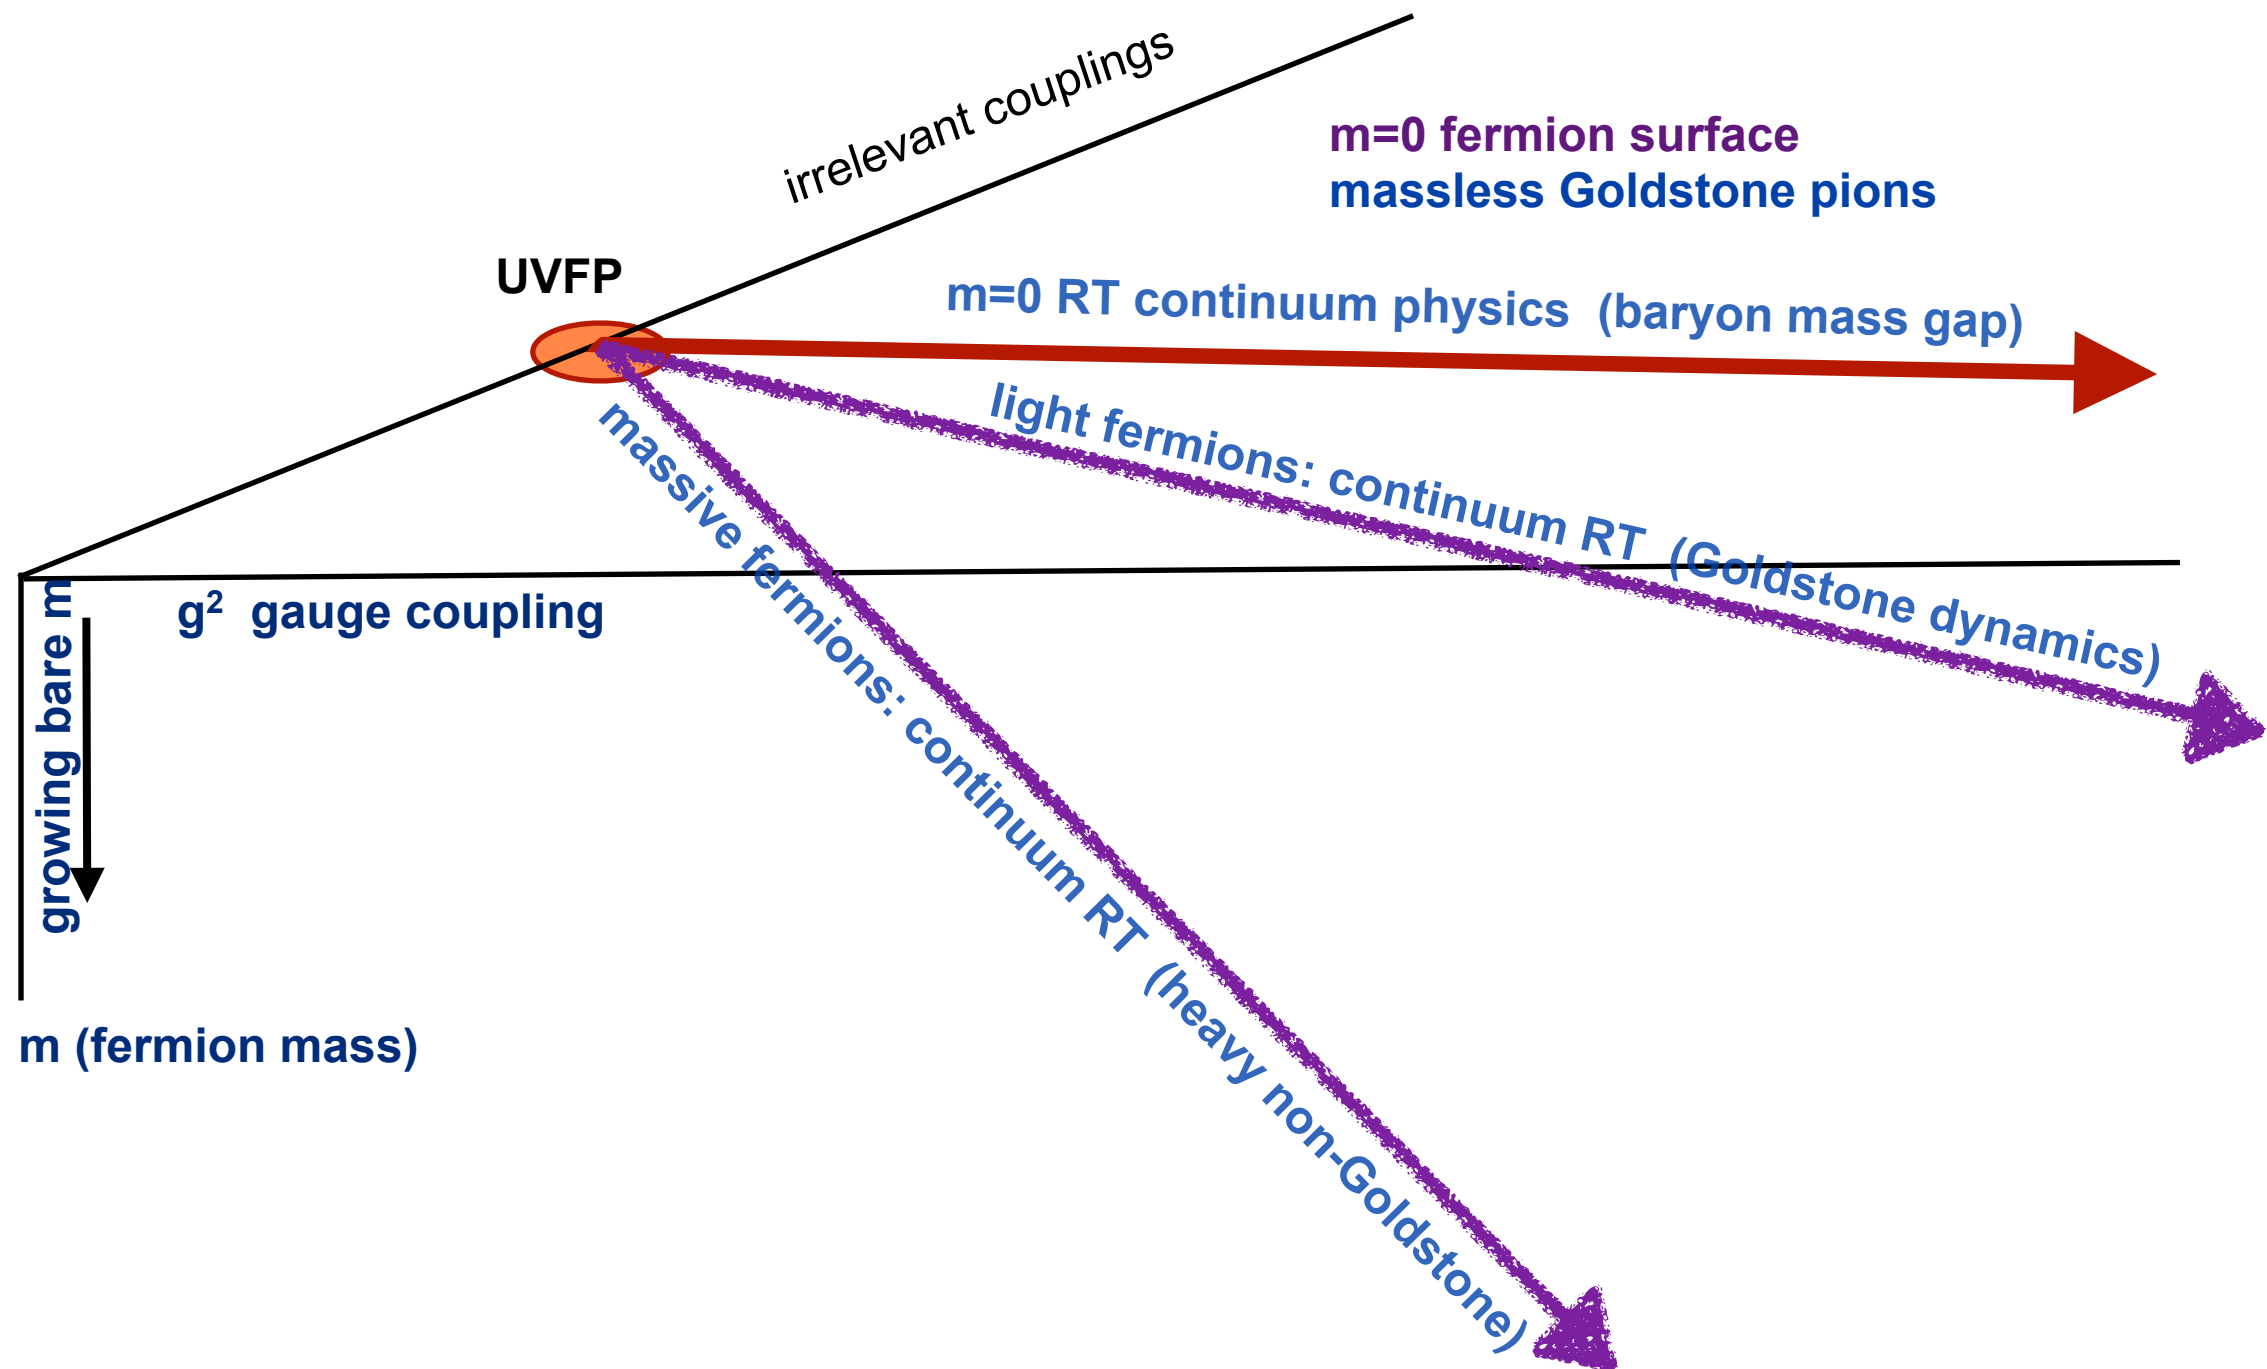 irrelevant couplings
m=0 fermion surface
massless Goldstone pions
UVFP
m=0 RT continuum physics (baryon mass gap)
light fermions: continuum RT (Goldstone dynamics)
massive fermions: continuum RT (heavy non-Goldstone)
g² gauge coupling
growing bare m
m (fermion mass)